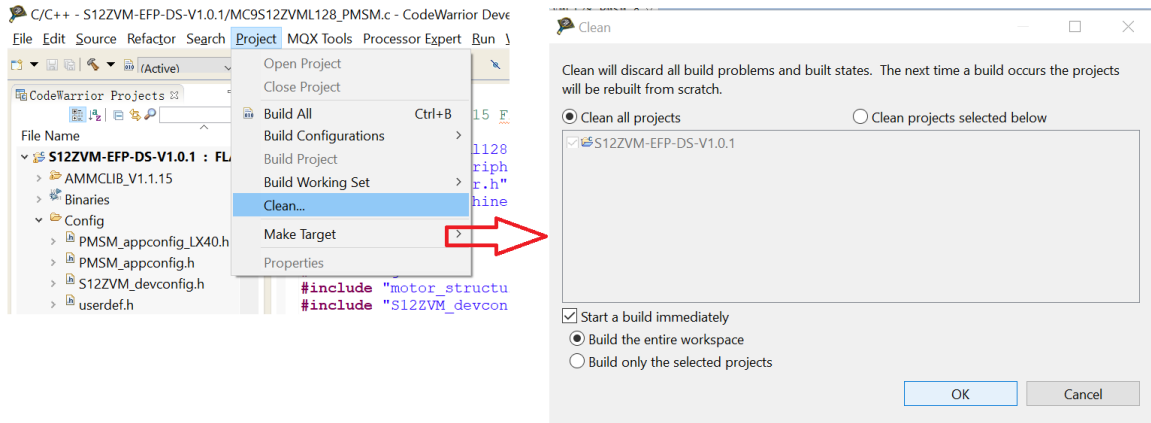 C/C++ - S12ZVM-EFP-DS-V1.0.1/MC9S12ZVML128_PMSM.c - CodeWarrior Deve
File Edit Source Refactor Search Project MQX Tools Processor Expert Run
(Active)
CodeWarrior Projects
File Name
S12ZVM-EFP-DS-V1.0.1 : FL
AMMCLIB_V1.1.15
Binaries
Config
PMSM_appconfig_LX40.h
PMSM_appconfig.h
S12ZVM_devconfig.h
userdef.h
Open Project
Close Project
Build All Ctrl+B
Build Configurations
Build Project
Build Working Set
Clean...
Make Target
Properties
15 F
l128
riph
r.h"
hine
#include "motor_structu
#include "S12ZVM_devcon
Clean
Clean will discard all build problems and built states. The next time a build occurs the projects
will be rebuilt from scratch.
Clean all projects Clean projects selected below
S12ZVM-EFP-DS-V1.0.1
Start a build immediately
Build the entire workspace
Build only the selected projects
OK Cancel